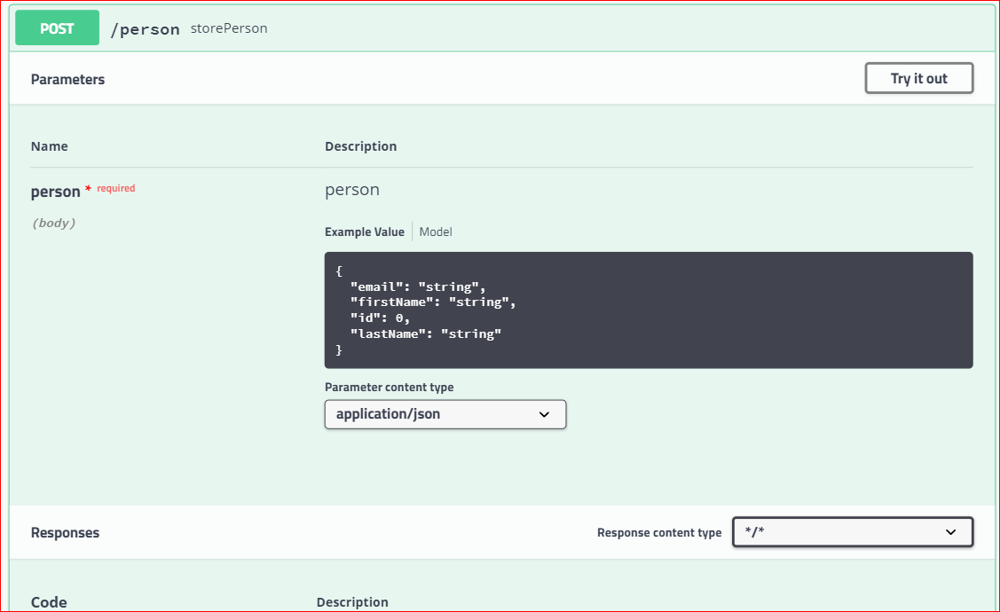 POST /person storePerson
Parameters Try it out
Name Description
person * required person
(body)
Example Value Model
{
  "email": "string",
  "firstName": "string",
  "id": 0,
  "lastName": "string"
}
Parameter content type
application/json
Responses Response content type */*
Code Description